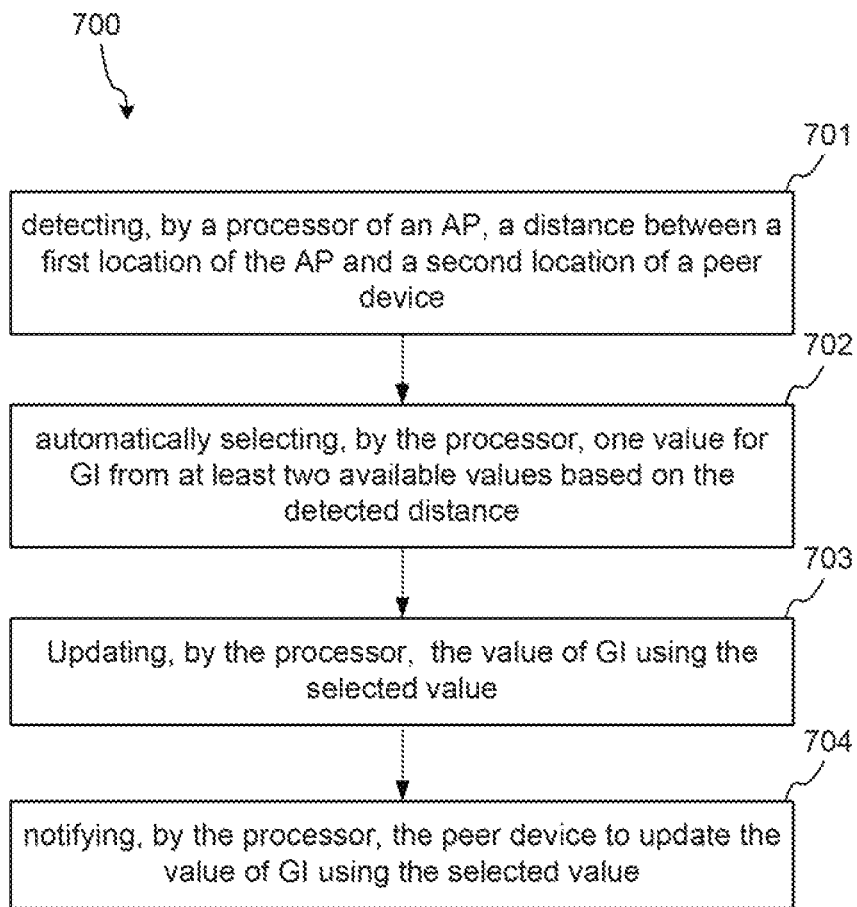 700
701
detecting, by a processor of an AP, a distance between a
first location of the AP and a second location of a peer
device
702
automatically selecting, by the processor, one value for
GI from at least two available values based on the
detected distance
703
Updating, by the processor, the value of GI using the
selected value
704
notifying, by the processor, the peer device to update the
value of GI using the selected value